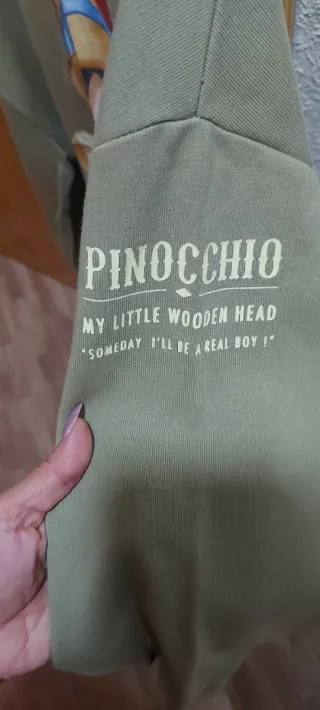 PINOCCHIO
MY LITTLE WOODEN HEAD
"SOMEDAY I'LL BE A REAL BOY !"